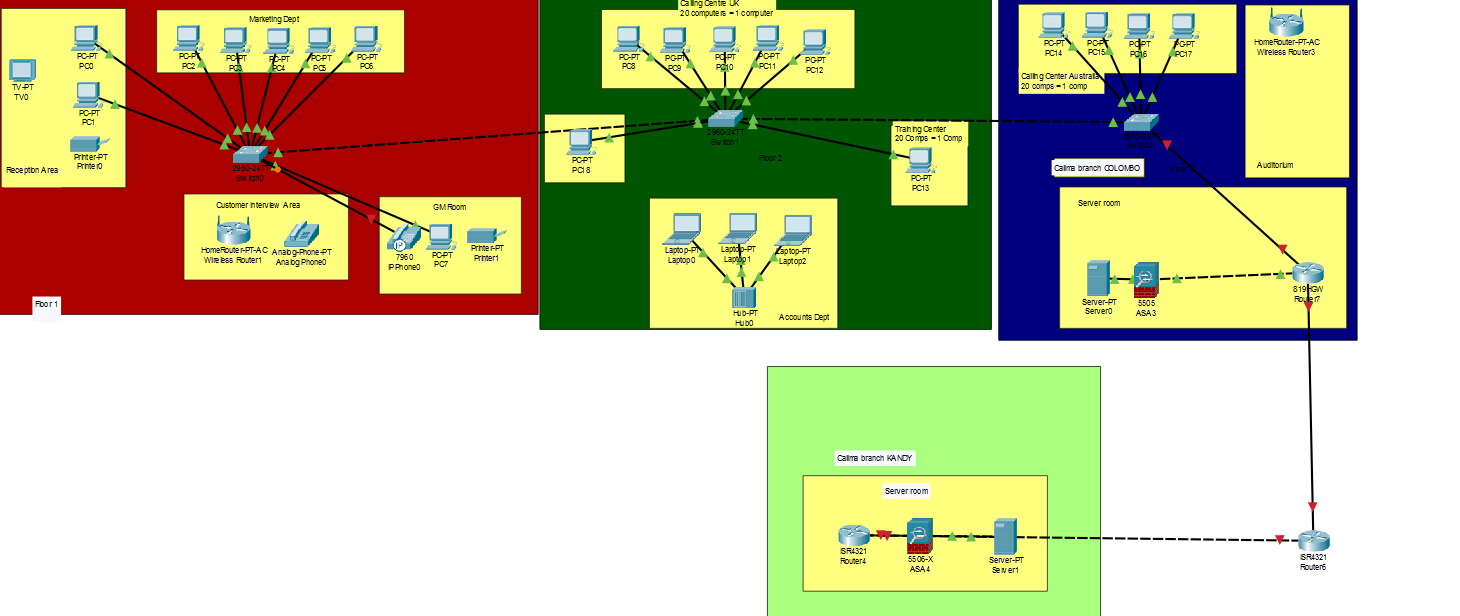 Marketing Dept
PC-PT
PC0
TV-PT
TV0
PC-PT
PC1
Printer-PT
Printer0
Reception Area
PC-PT
PC2
PC-PT
PC3
PC-PT
PC4
PC-PT
PC5
PC-PT
PC6
2960-24TT
Switch0
Customer Interview Area
HomeRouter-PT-AC
Wireless Router1
Analog-Phone-PT
Analog Phone0
GM Room
7960
IP Phone0
PC-PT
PC7
Printer-PT
Printer1
Floor 1
Calling Centre UK
20 computers = 1 computer
PC-PT
PC8
PC-PT
PC9
PC-PT
PC10
PC-PT
PC11
PC-PT
PC12
2960-24TT
Switch1
PC-PT
PC18
Floor 2
Training Center
20 Comps = 1 Comp
PC-PT
PC13
Laptop-PT
Laptop0
Laptop-PT
Laptop1
Laptop-PT
Laptop2
Hub-PT
Hub0
Accounts Dept
PC-PT
PC14
PC-PT
PC15
PC-PT
PC16
PC-PT
PC17
Calling Center Australia
20 comps = 1 comp
HomeRouter-PT-AC
Wireless Router3
Auditorium
Calima branch COLOMBO
Server room
Server-PT
Server0
5505
ASA3
819HGW
Router7
Calima branch KANDY
Server room
ISR4321
Router4
5506-X
ASA4
Server-PT
Server1
ISR4321
Router6